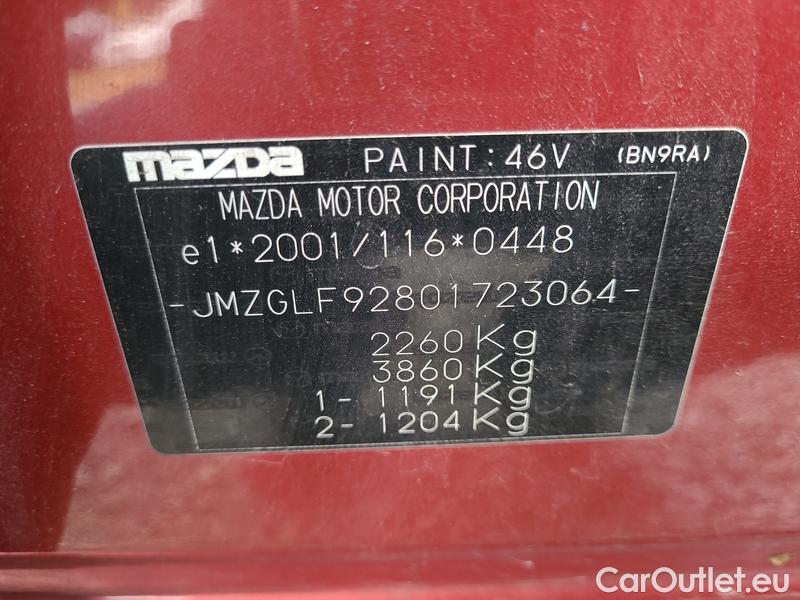 mazda PAINT: 46V (BN9RA)
MAZDA MOTOR CORPORATION
e1*2001/116*0448
-JMZGLF92801723064-
2260Kg
3860Kg
1- 1191Kg
2- 1204Kg
CarOutlet.eu